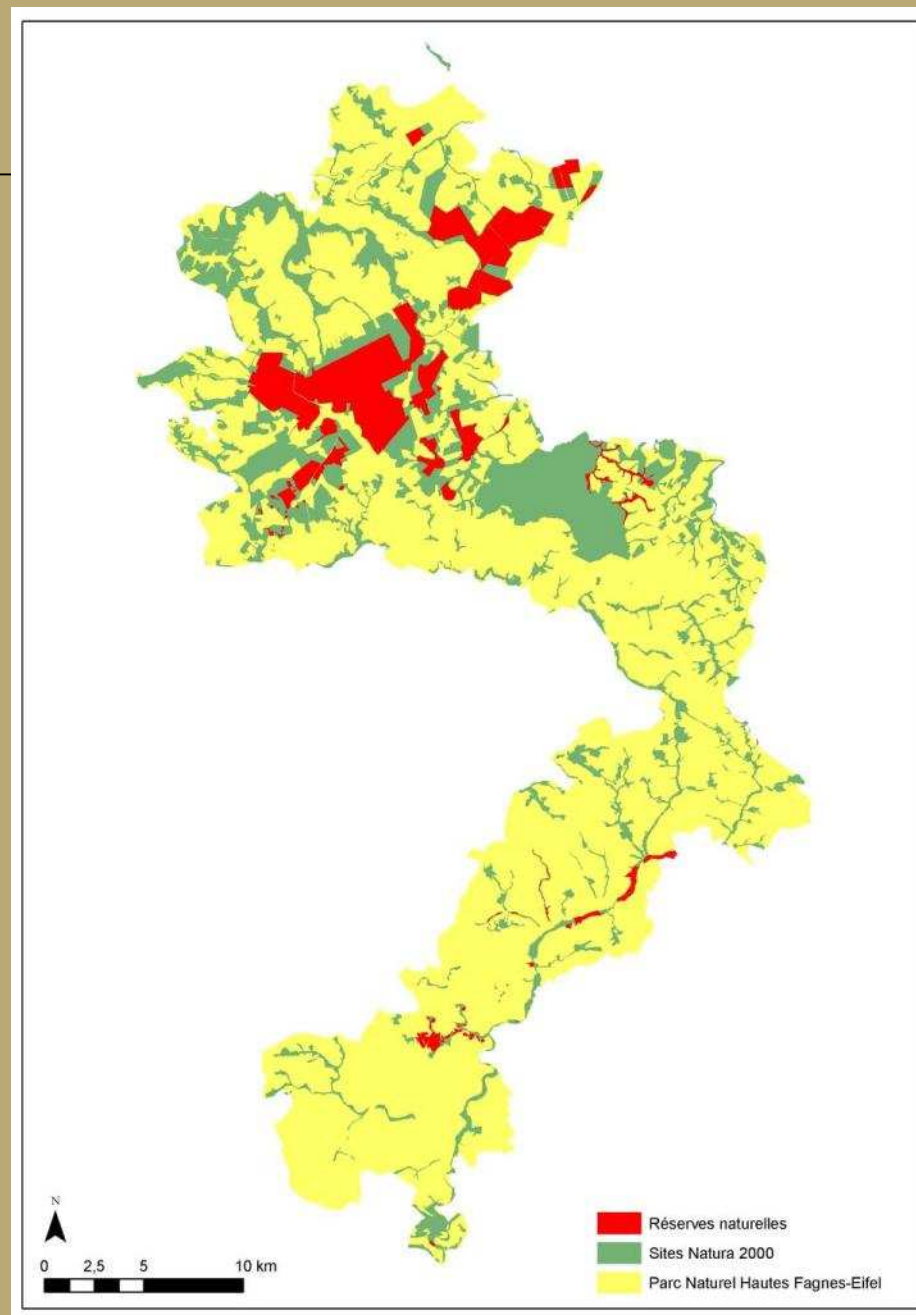 N
0 2,5 5 10 km
Réserves naturelles
Sites Natura 2000
Parc Naturel Hautes Fagnes-Eifel